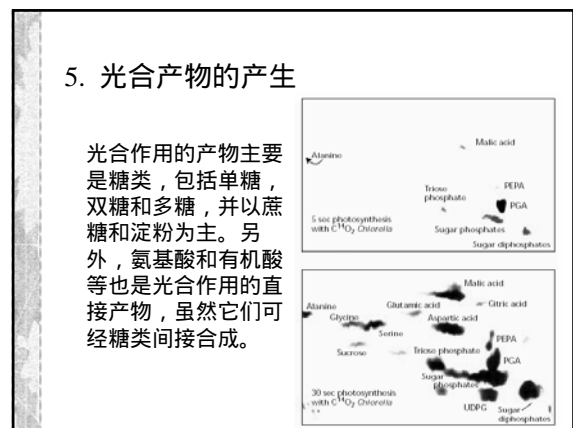 5. 光合产物的产生
光合作用的产物主要
是糖类，包括单糖，
双糖和多糖，并以蔗
糖和淀粉为主。另
外，氨基酸和有机酸
等也是光合作用的直
接产物，虽然它们可
经糖类间接合成。
Malic acid
Alanine
Triose
phosphate
PEPA
PGA
5 sec photosynthesis
with C¹⁴O₂ Chlorella
Sugar phosphates
Sugar diphosphates
Malic acid
Alanine
Glutamic acid
Citric acid
Glycine
Aspartic acid
Serine
PEPA
Sucrose
Triose phosphate
PGA
Sugar
phosphates
30 sec photosynthesis
with C¹⁴O₂ Chlorella
UDPG
Sugar
diphosphates